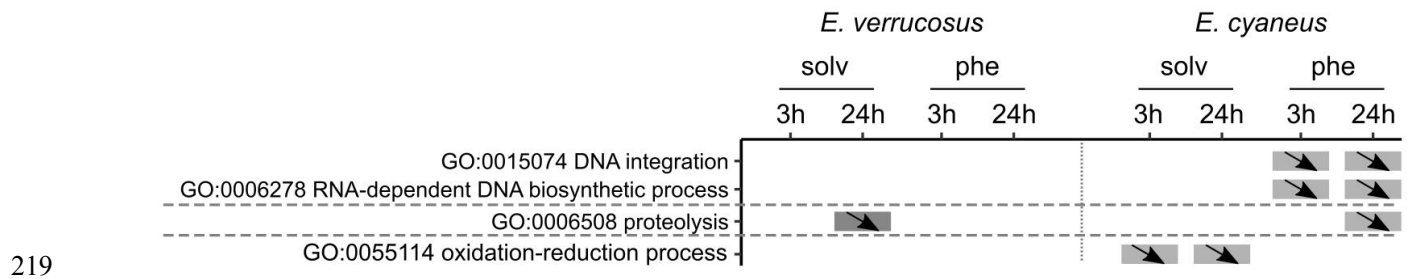 E. verrucosus E. cyaneus
solv phe solv phe
3h 24h 3h 24h 3h 24h 3h 24h
GO:0015074 DNA integration
GO:0006278 RNA-dependent DNA biosynthetic process
GO:0006508 proteolysis
GO:0055114 oxidation-reduction process
219